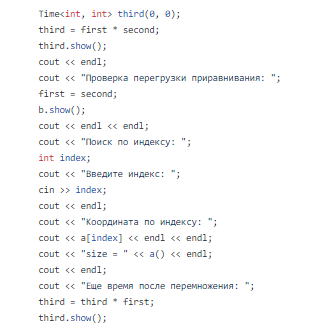 Time<int, int> third(0, 0);
third = first * second;
third.show();
cout << endl;
cout << "Проверка перегрузки приравнивания: ";
first = second;
b.show();
cout << endl << endl;
cout << "Поиск по индексу: ";
int index;
cout << "Введите индекс: ";
cin >> index;
cout << endl;
cout << "Координата по индексу: ";
cout << a[index] << endl << endl;
cout << "size = " << a() << endl;
cout << endl;
cout << "Еще время после перемножения: ";
third = third * first;
third.show();